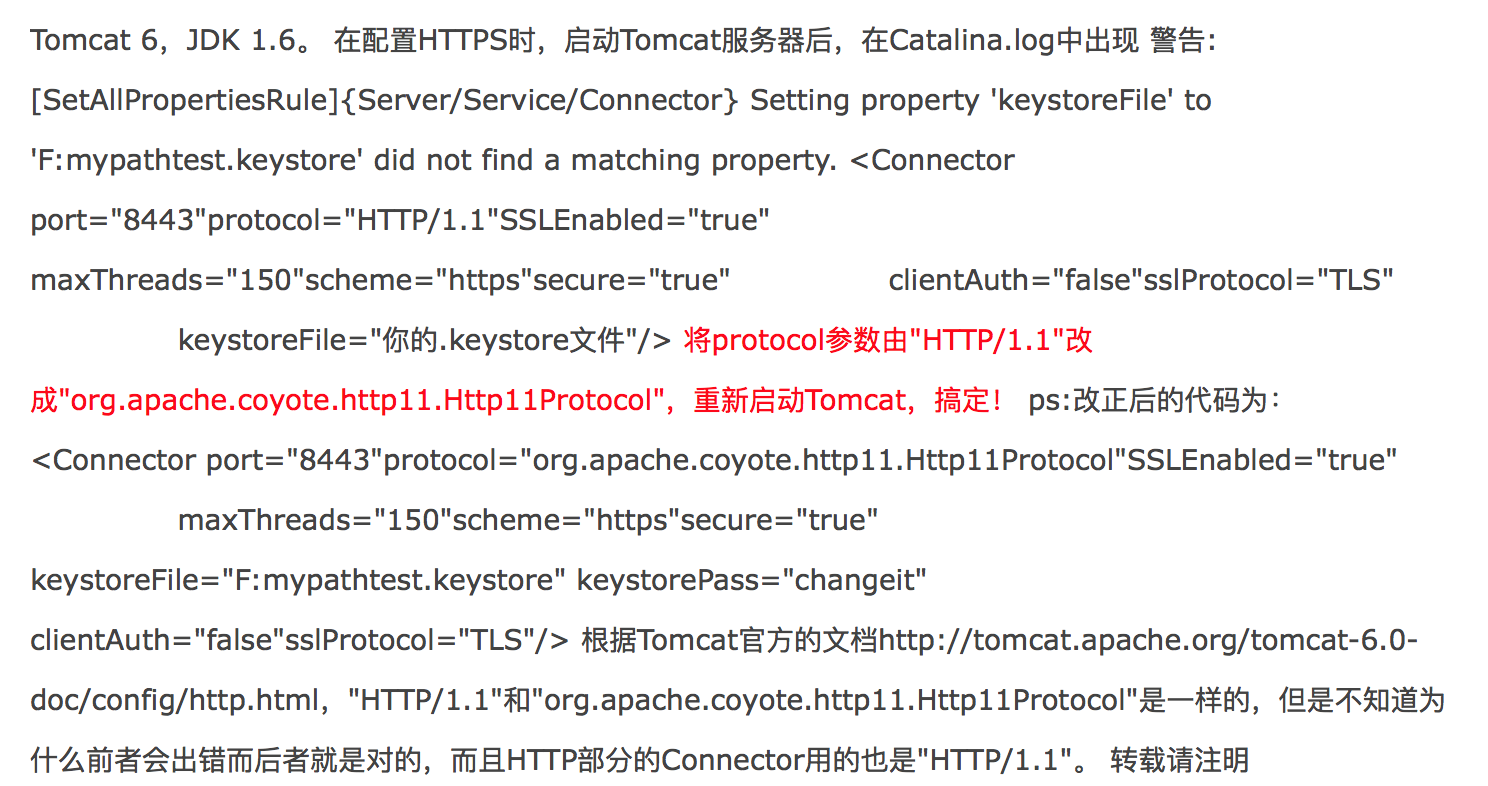 Tomcat 6，JDK 1.6。 在配置HTTPS时，启动Tomcat服务器后，在Catalina.log中出现 警告:
[SetAllPropertiesRule]{Server/Service/Connector} Setting property 'keystoreFile' to
'F:mypathtest.keystore' did not find a matching property. <Connector
port="8443"protocol="HTTP/1.1"SSLEnabled="true"
maxThreads="150"scheme="https"secure="true" clientAuth="false"sslProtocol="TLS"
keystoreFile="你的.keystore文件"/> 将protocol参数由"HTTP/1.1"改
成"org.apache.coyote.http11.Http11Protocol"，重新启动Tomcat，搞定！ ps:改正后的代码为：
<Connector port="8443"protocol="org.apache.coyote.http11.Http11Protocol"SSLEnabled="true"
maxThreads="150"scheme="https"secure="true"
keystoreFile="F:mypathtest.keystore" keystorePass="changeit"
clientAuth="false"sslProtocol="TLS"/> 根据Tomcat官方的文档http://tomcat.apache.org/tomcat-6.0-
doc/config/http.html，"HTTP/1.1"和"org.apache.coyote.http11.Http11Protocol"是一样的，但是不知道为
什么前者会出错而后者就是对的，而且HTTP部分的Connector用的也是"HTTP/1.1"。 转载请注明